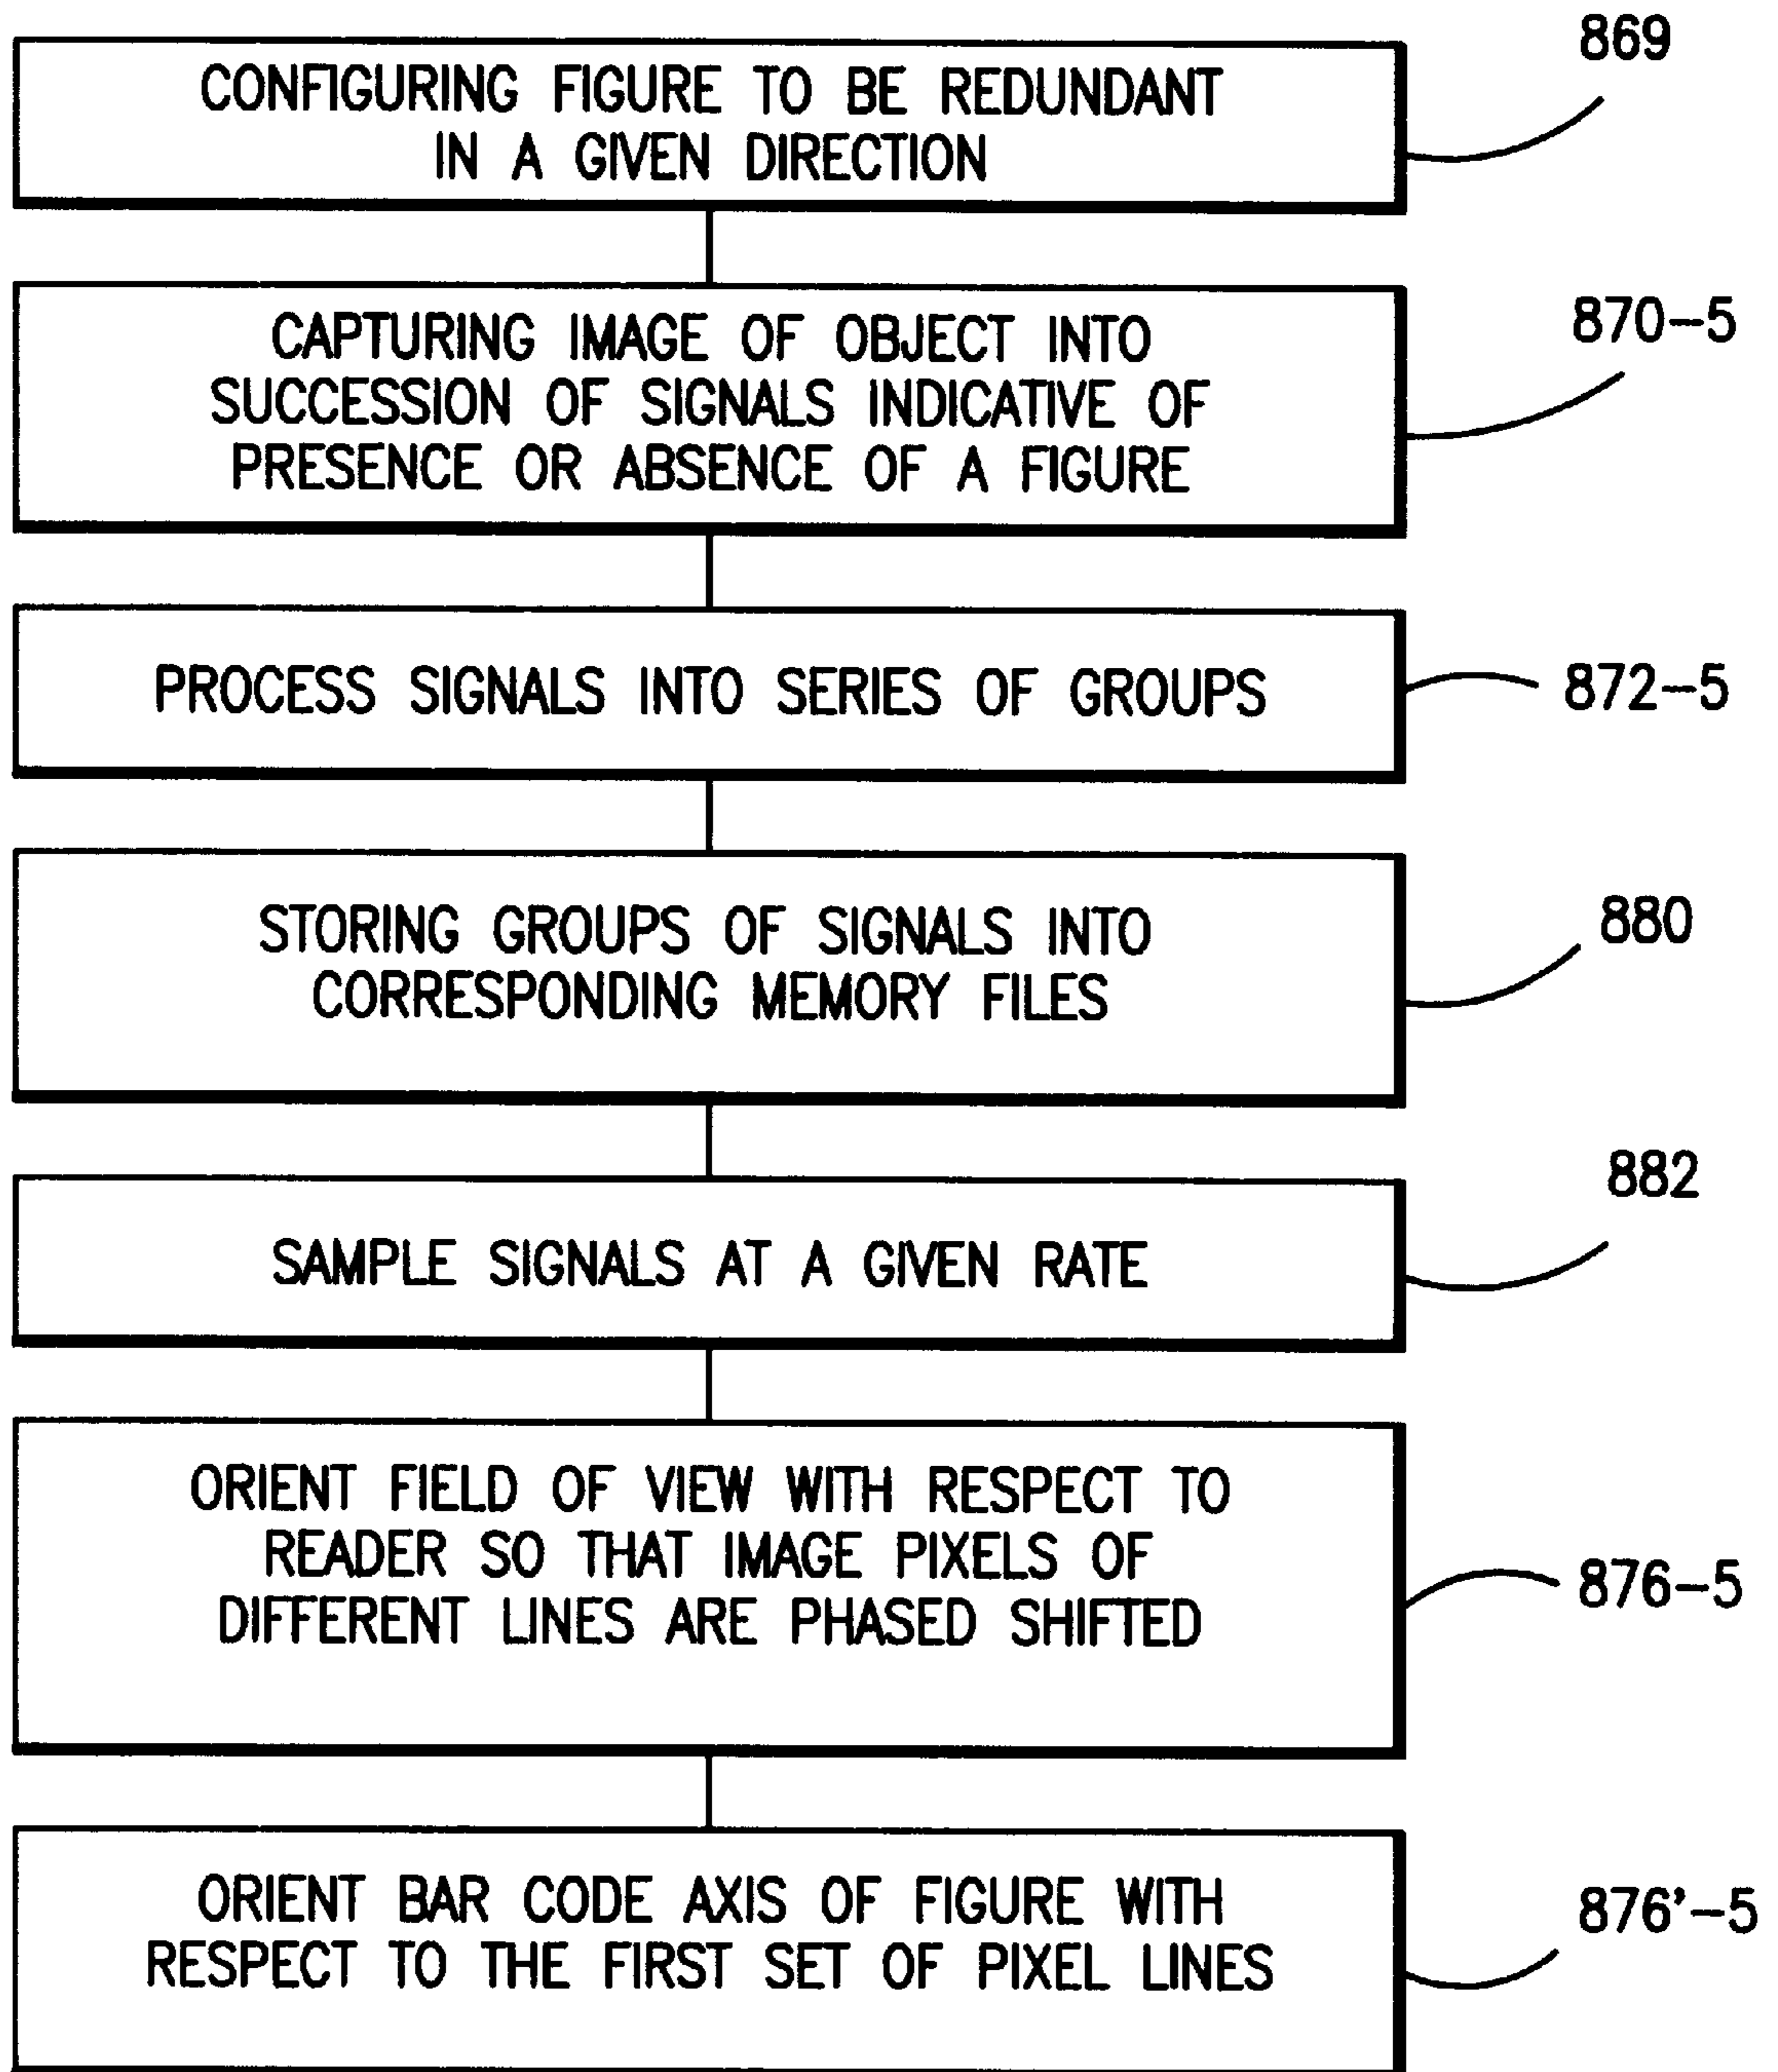 869
CONFIGURING FIGURE TO BE REDUNDANT
IN A GIVEN DIRECTION
870-5
CAPTURING IMAGE OF OBJECT INTO
SUCCESSION OF SIGNALS INDICATIVE OF
PRESENCE OR ABSENCE OF A FIGURE
872-5
PROCESS SIGNALS INTO SERIES OF GROUPS
880
STORING GROUPS OF SIGNALS INTO
CORRESPONDING MEMORY FILES
882
SAMPLE SIGNALS AT A GIVEN RATE
876-5
ORIENT FIELD OF VIEW WITH RESPECT TO
READER SO THAT IMAGE PIXELS OF
DIFFERENT LINES ARE PHASED SHIFTED
876'-5
ORIENT BAR CODE AXIS OF FIGURE WITH
RESPECT TO THE FIRST SET OF PIXEL LINES